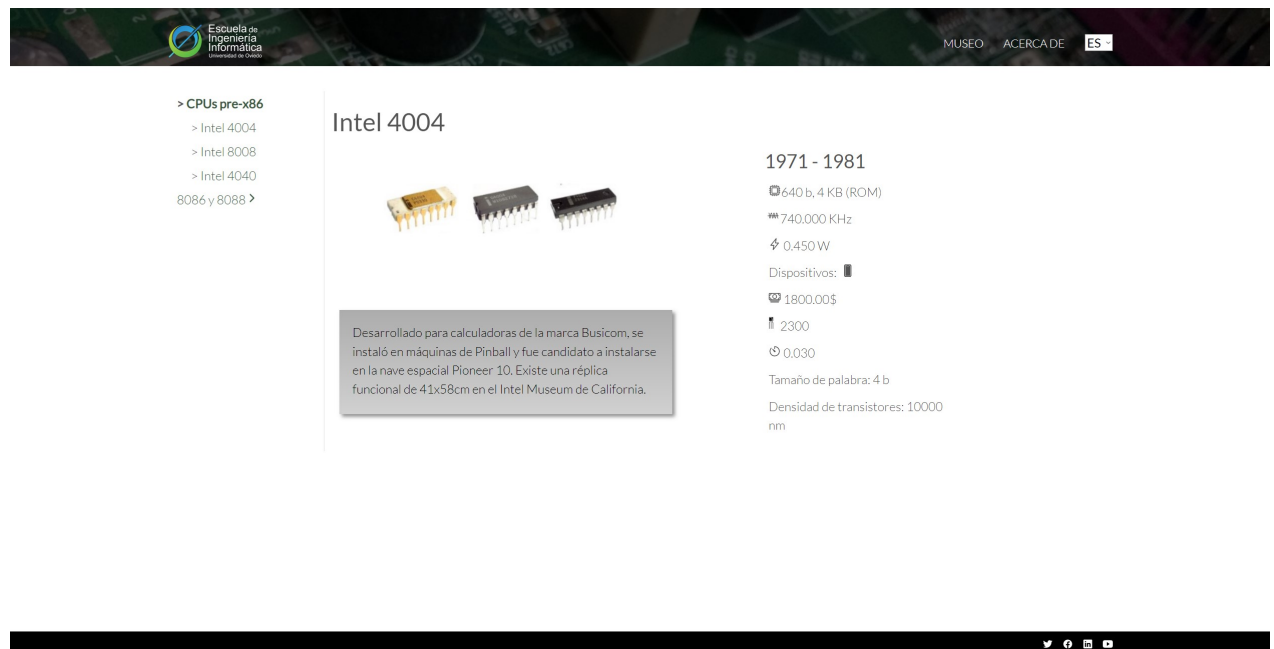 Escuela de
Ingeniería
Informática
Universidad de Oviedo
MUSEO ACERCA DE ES
> CPUs pre-x86
> Intel 4004
> Intel 8008
> Intel 4040
8086 y 8088 >
Intel 4004
Desarrollado para calculadoras de la marca Busicom, se
instaló en máquinas de Pinball y fue candidato a instalarse
en la nave espacial Pioneer 10. Existe una réplica
funcional de 41x58cm en el Intel Museum de California.
1971 - 1981
640 b, 4 KB (ROM)
740.000 KHz
0.450 W
Dispositivos:
1800.00$
2300
0.030
Tamaño de palabra: 4 b
Densidad de transistores: 10000
nm